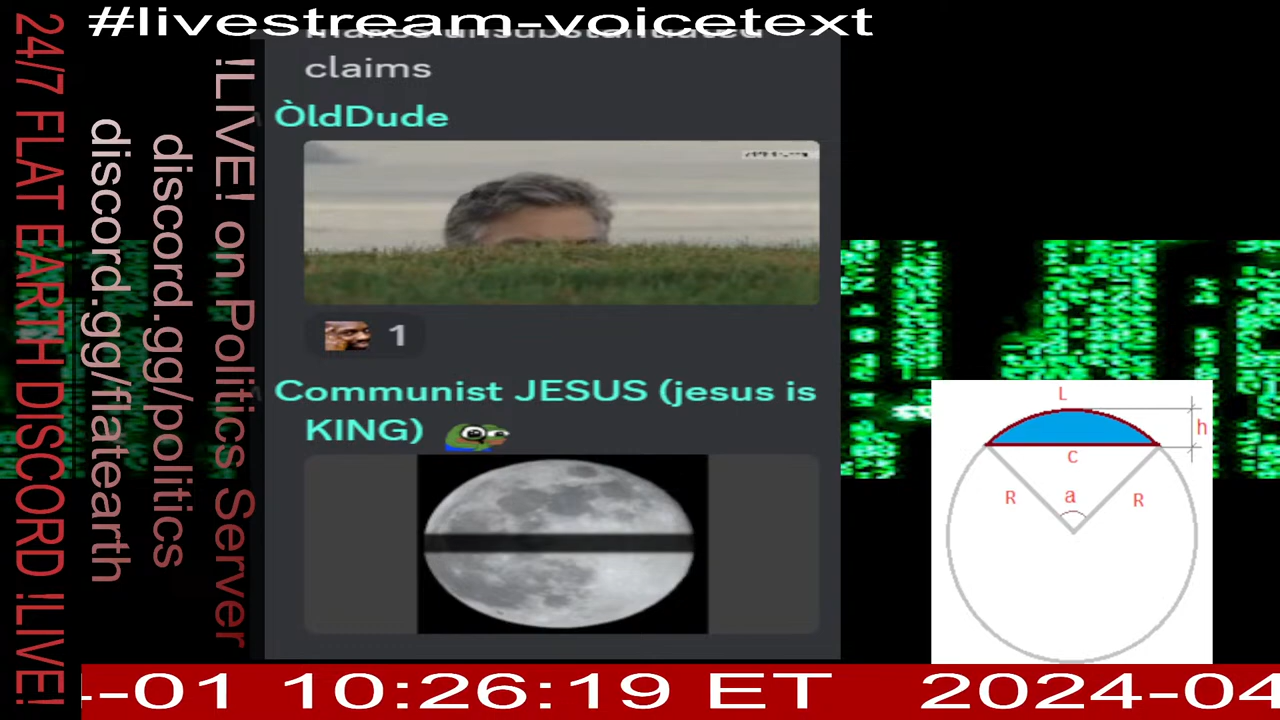 #livestream-voicetext
24/7 FLAT EARTH DISCORD !LIVE!
discord.gg/flatearth
discord.gg/politics
!LIVE! on Politics Server
claims
ÒldDude
1
Communist JESUS (jesus is
KING)
L
h
C
R
a
R
-01 10:26:19 ET 2024-04